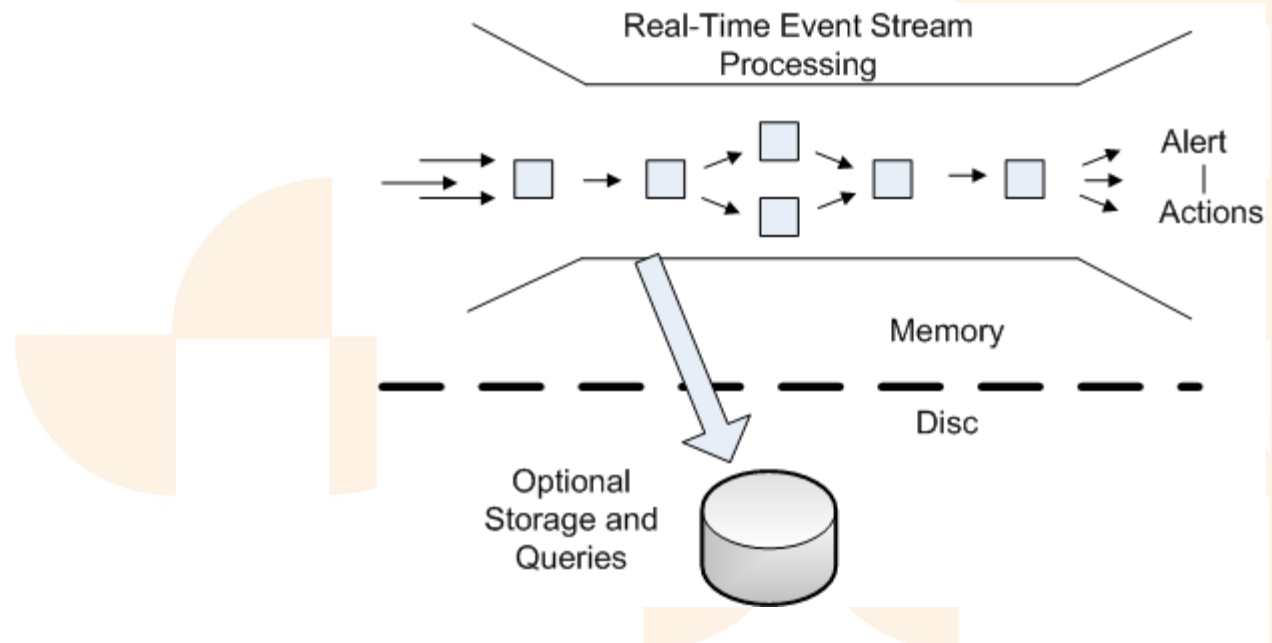 Real-Time Event Stream
Processing
Alert
|
Actions
Memory
Disc
Optional
Storage and
Queries